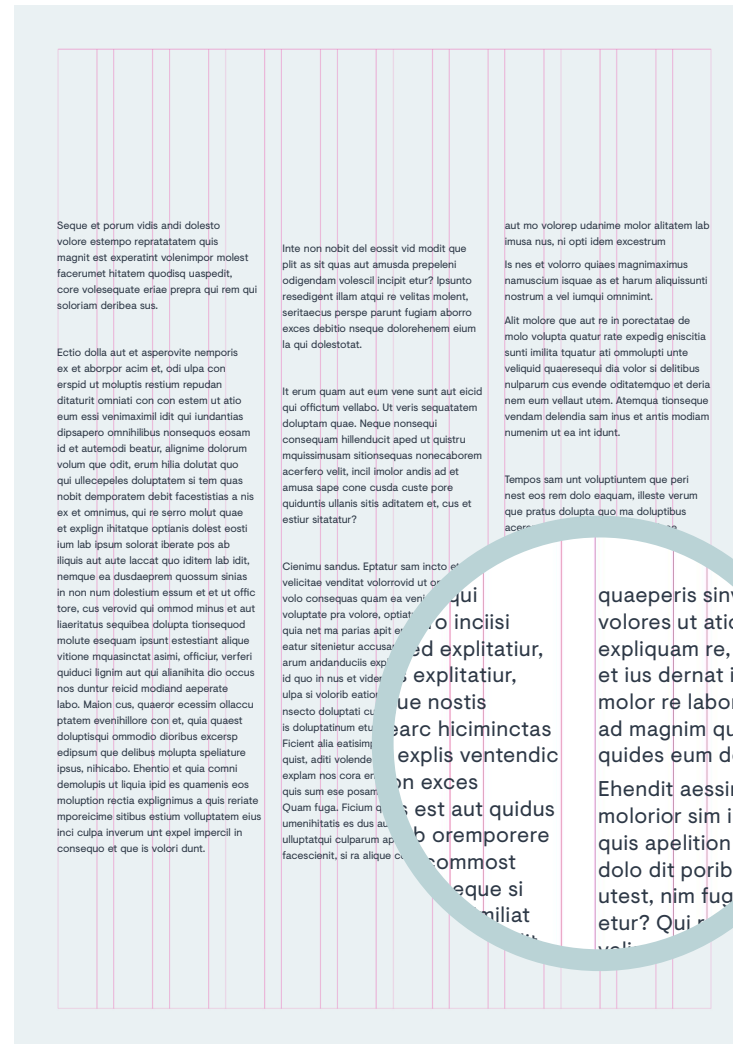 Seque et porum vidis andi dolesto
volore estempo repratatatem quis
magnit est experatint volenimpor molest
facerumet hitatem quodisq uaspedit,
core volesequate eriae prepra qui rem qui
soloriam deribea sus.
Ectio dolla aut et asperovite nemporis
ex et aborpor acim et, odi ulpa con
erspid ut moluptis restium repudan
ditaturit omniati con con estem ut atio
eum essi venimaximil idit qui iundantias
dipsapero omnihilibus nonsequos eosam
id et autemodi beatur, alignime dolorum
volum que odit, erum hilia dolutat quo
qui ullecepeles doluptatem si tem quas
nobit demporatem debit facestistias a nis
ex et omnimus, qui re serro molut quae
et explign ihitatque optianis dolest eosti
ium lab ipsum solorat iberate pos ab
iliquis aut aute laccat quo iditem lab idit,
nemque ea dusdaeprem quossum sinias
in non num dolestium essum et et ut offic
tore, cus verovid qui ommod minus et aut
liaeritatus sequibea dolupta tionsequod
molute esequam ipsunt estestiant alique
vitione mquasinctat asimi, officiur, verferi
quiduci lignim aut qui alianihita dio occus
nos duntur reicid modiand aeperate
labo. Maion cus, quaeror ecessim ollaccu
ptatem evenihillore con et, quia quaest
doluptisqui ommodio dioribus excersp
edipsum que delibus molupta speliature
ipsus, nihicabo. Ehentio et quia comni
demolupis ut liquia ipid es quamenis eos
moluption rectia explignimus a quis reriate
mporeicime sitibus estium volluptatem eius
inci culpa inverum unt expel impercil in
consequo et que is volori dunt.
Inte non nobit del eossit vid modit que
plit as sit quas aut amusda prepeleni
odigendam volescil incipit etur? Ipsunto
resedigent illam atqui re velitas molent,
seritaecus perspe parunt fugiam aborro
exces debitio nseque dolorehenem eium
la qui dolestotat.
It erum quam aut eum vene sunt aut eicid
qui offictum vellabo. Ut veris sequatatem
doluptam quae. Neque nonsequi
consequam hillenducit aped ut quistru
mquissimusam sitionsequas nonecaborem
acerfero velit, incil imolor andis ad et
amusa sape cone cusda custe pore
quiduntis ullanis sitis aditatem et, cus et
estiur sitatatur?
Cienimu sandus. Eptatur sam incto et
velicitae venditat volorrovid ut
volo consequas quam ea
voluptate pra volore,
quia net ma parias apit
eatur sitenietur
arum andanduciis
id quo in nus et
ulpa si volorib
nsecto doluptati
is doluptatinum
Ficient alia
quist, aditi volende
explam nos cora
quis sum ese posam
Quam fuga. Ficium
umenihitatis es dus
ulluptatqui culparum
facescienit, si ra alique
aut mo volorep udanime molor alitatem lab
imusa nus, ni opti idem excestrum
Is nes et volorro quiaes magnimaximus
namuscium isquae as et harum aliquissunti
nostrum a vel iumqui omnimint.
Alit molore que aut re in porectatae de
molo volupta quatur rate expedig eniscitia
sunti imilita tquatur ati ommolupti unte
veliquid quaeresequi dia volor si delitibus
nulparum cus evende oditatemquo et deria
nem eum vellaut utem. Atemqua tionseque
vendam delendia sam inus et antis modiam
numenim ut ea int idunt.
Tempos sam unt voluptiuntem que peri
nest eos rem dolo eaquam, illeste verum
que pratus dolupta quo ma doluptibus
qui
inciisi
explitatiur,
explitatiur,
nostis
hiciminctas
explis ventendic
exces
est aut quidus
oremporere
commost
eque si
quaeperis
volores ut
expliquam re,
et ius dernat
molor re
ad magnim
quides eum
Ehendit
molorior sim
quis apelition
dolo dit
utest, nim
etur? Qui